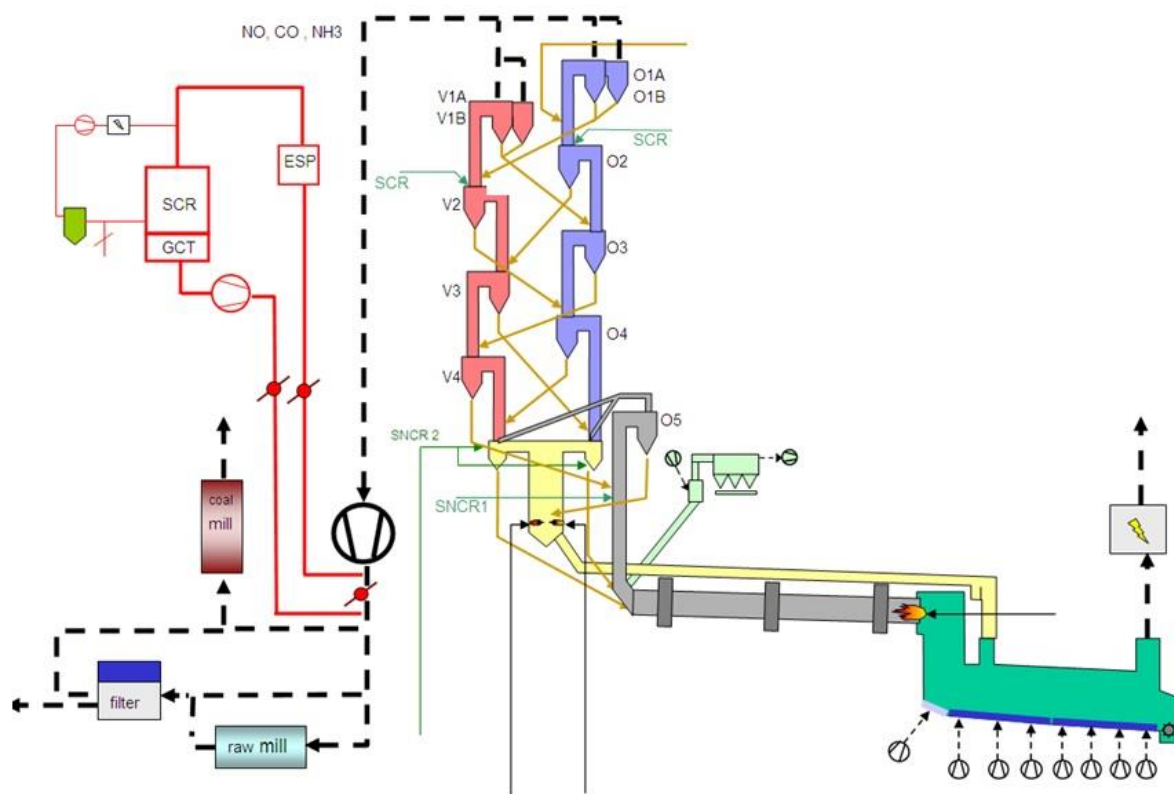 NO, CO , NH3
O1A
O1B
V1A
V1B
SCR
O2
ESP
SCR
V2
SCR
GCT
O3
V3
O4
V4
O5
SNCR 2
SNCR1
coal
mill
filter
raw mill